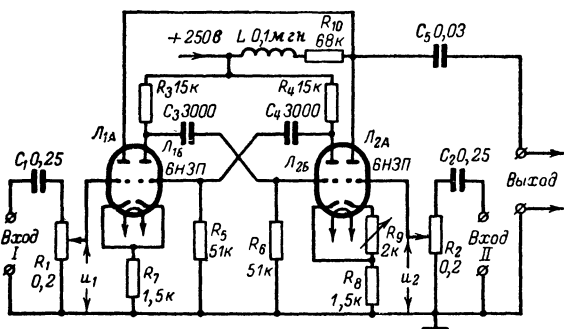 +250в
L 0,1мгн
R10
68к
C5 0,03
R3 15к
R4 15к
C3 3000
C4 3000
Л1А
Л1Б
6Н3П
Л2Б
Л2А
6Н3П
C1 0,25
C2 0,25
Выход
Вход
I
R1
0,2
u1
R7
1,5к
R5
51к
R6
51к
R9
2к
R8
1,5к
u2
R2
0,2
Вход
II